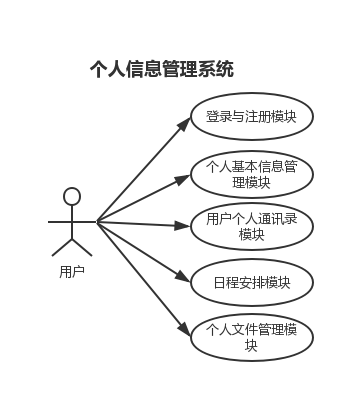 个人信息管理系统
登录与注册模块
个人基本信息管
理模块
用户个人通讯录
模块
用户
日程安排模块
个人文件管理模
块